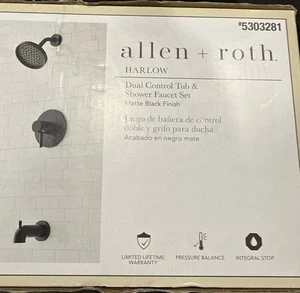 #5303281
allen + roth.
HARLOW
Dual Control Tub &
Shower Faucet Set
Matte Black Finish
Juego de bañera de control
doble y grifo para ducha
Acabado en negro mate
LIMITED LIFETIME
WARRANTY
PRESSURE BALANCE
INTEGRAL STOP